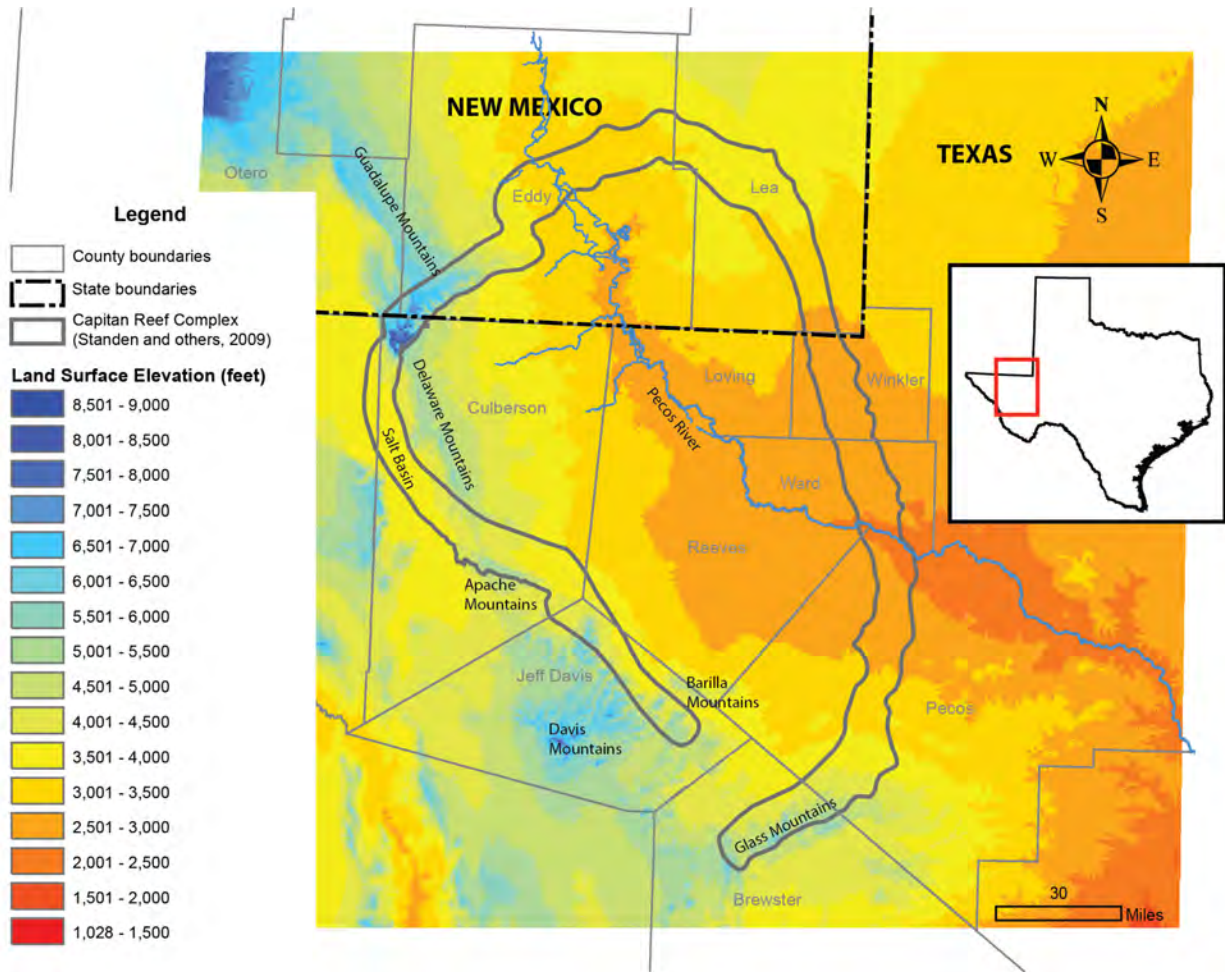 NEW MEXICO
TEXAS
N
W
E
S
Otero
Guadalupe Mountains
Eddy
Lea
Legend
County boundaries
State boundaries
Capitan Reef Complex
(Standen and others, 2009)
Land Surface Elevation (feet)
8,501 - 9,000
8,001 - 8,500
7,501 - 8,000
7,001 - 7,500
6,501 - 7,000
6,001 - 6,500
5,501 - 6,000
5,001 - 5,500
4,501 - 5,000
4,001 - 4,500
3,501 - 4,000
3,001 - 3,500
2,501 - 3,000
2,001 - 2,500
1,501 - 2,000
1,028 - 1,500
Delaware Mountains
Culberson
Salt Basin
Loving
Winkler
Pecos River
Ward
Reeves
Apache
Mountains
Jeff Davis
Barilla
Mountains
Davis
Mountains
Pecos
Glass Mountains
Brewster
30
Miles